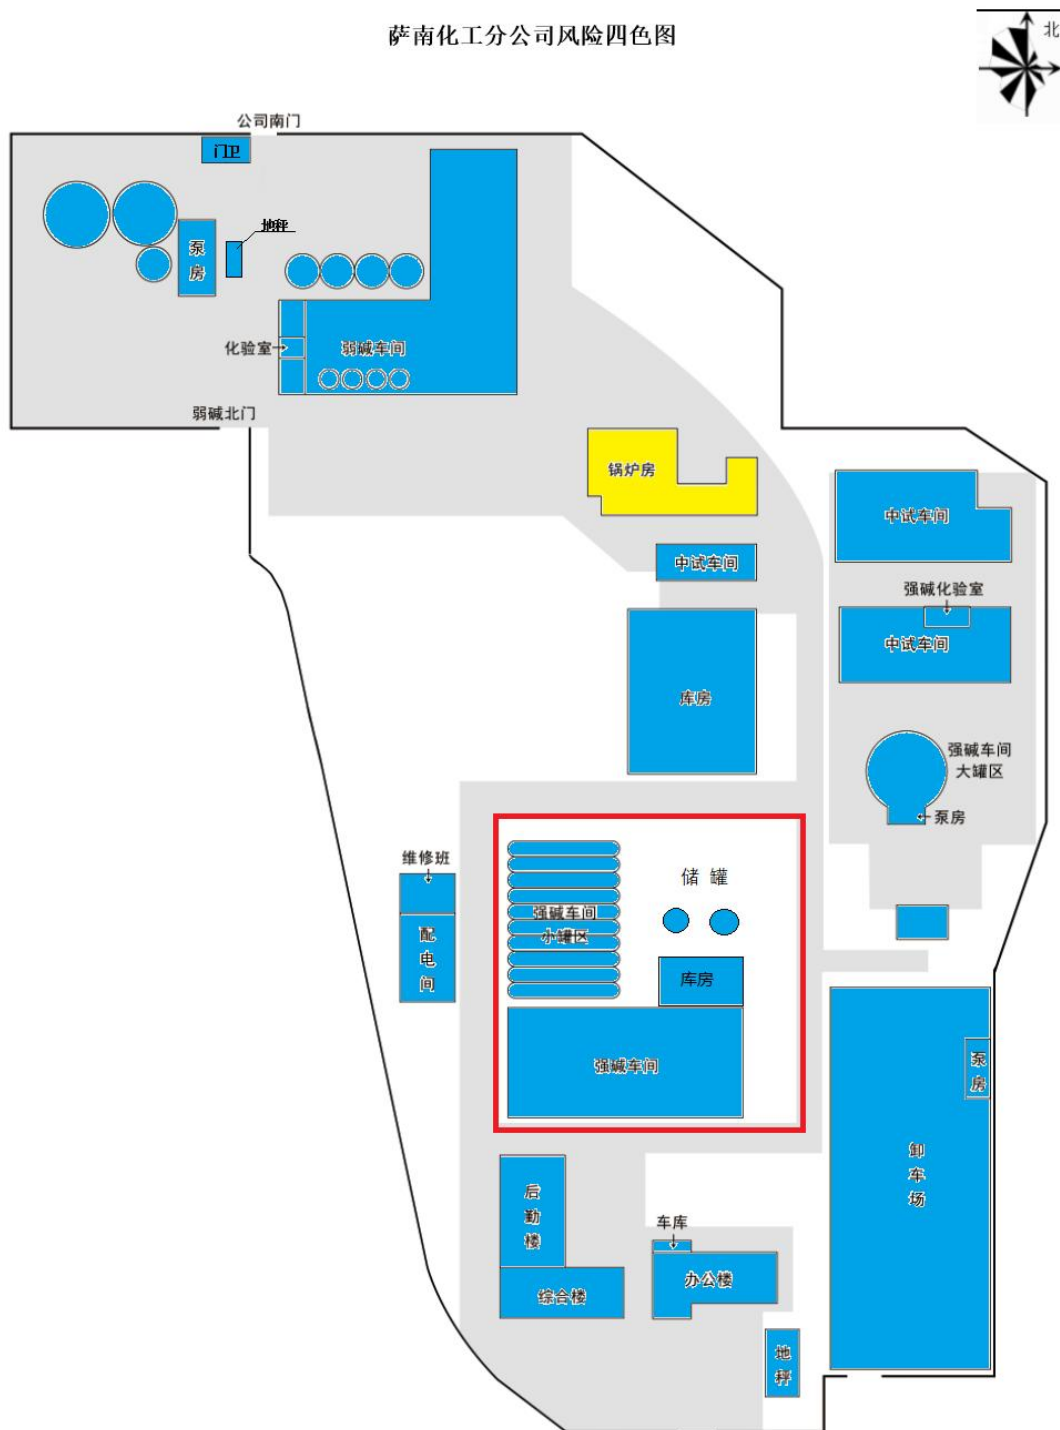 萨南化工分公司风险四色图
北
公司南门
门卫
地秤
泵房
化验室
弱碱车间
弱碱北门
锅炉房
中试车间
中试车间
强碱化验室
中试车间
库房
强碱车间
大罐区
泵房
维修班
配电间
储 罐
强碱车间
小罐区
库房
强碱车间
泵房
卸车场
后勤楼
综合楼
车库
办公楼
地秤